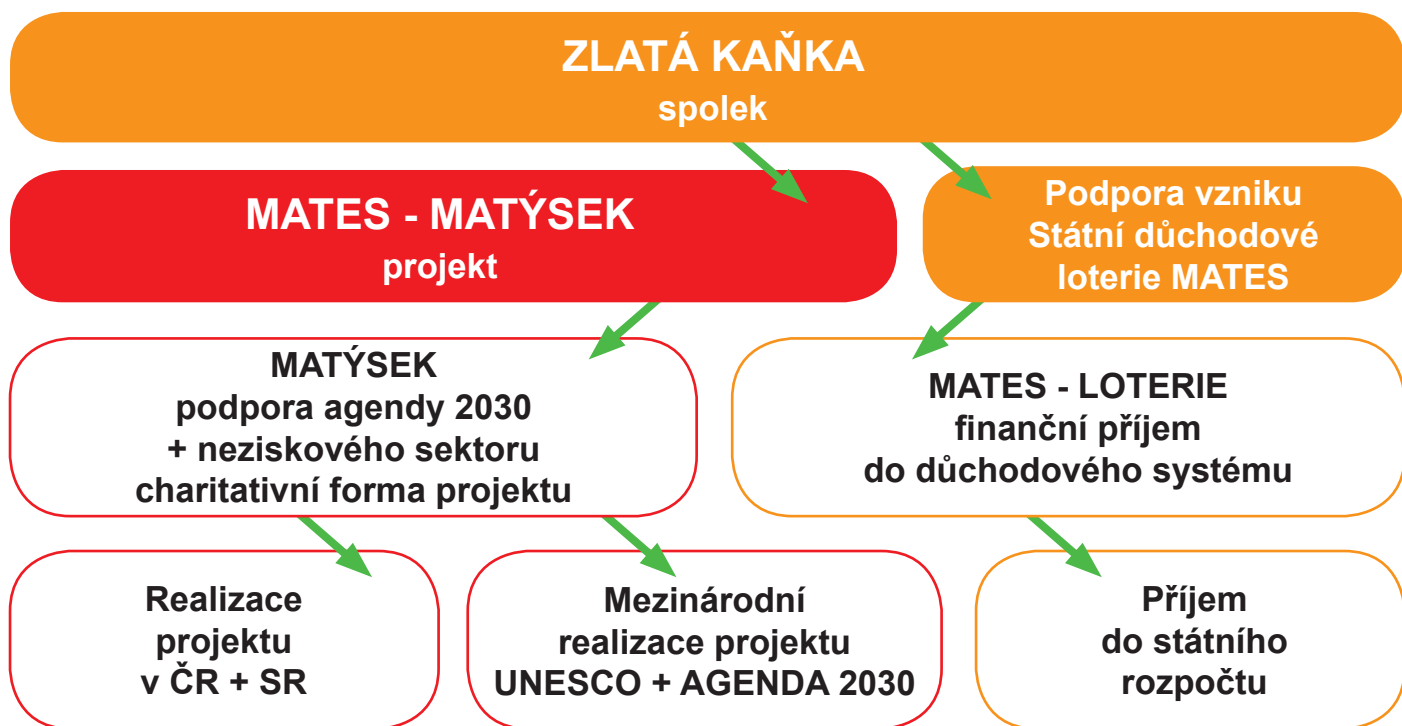 ZLATÁ KAŇKA
spolek
MATES - MATÝSEK
projekt
Podpora vzniku
Státní důchodové
loterie MATES
MATÝSEK
podpora agendy 2030
+ neziskového sektoru
charitativní forma projektu
MATES - LOTERIE
finanční příjem
do důchodového systému
Realizace
projektu
v ČR + SR
Mezinárodní
realizace projektu
UNESCO + AGENDA 2030
Příjem
do státního
rozpočtu